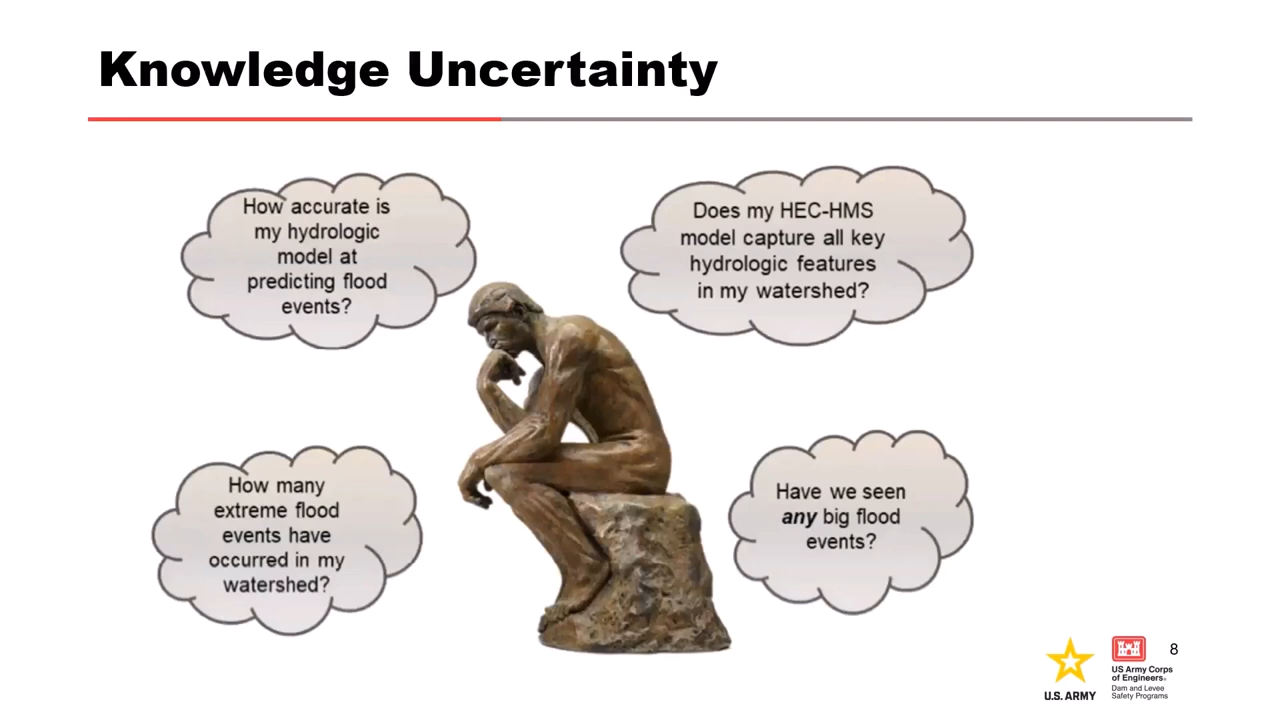 Knowledge Uncertainty
How accurate is
my hydrologic
model at
predicting flood
events?
Does my HEC-HMS
model capture all key
hydrologic features
in my watershed?
How many
extreme flood
events have
occurred in my
watershed?
Have we seen
any big flood
events?
8
U.S. ARMY
US Army Corps
of Engineers®
Dam and Levee
Safety Programs